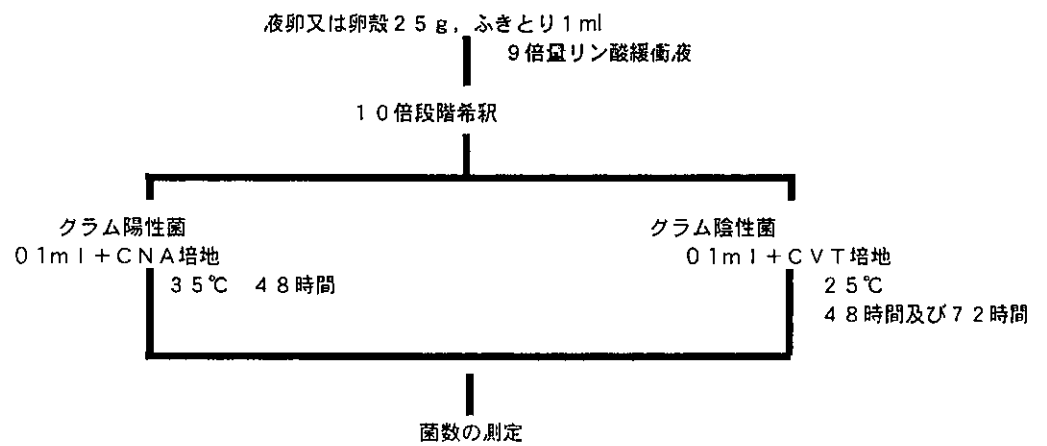 液卵又は卵殻25g，ふきとり1ml
9倍量リン酸緩衝液
10倍段階希釈
グラム陽性菌
01ml+CNA培地
35℃ 48時間
グラム陰性菌
01ml+CVT培地
25℃
48時間及び72時間
菌数の測定